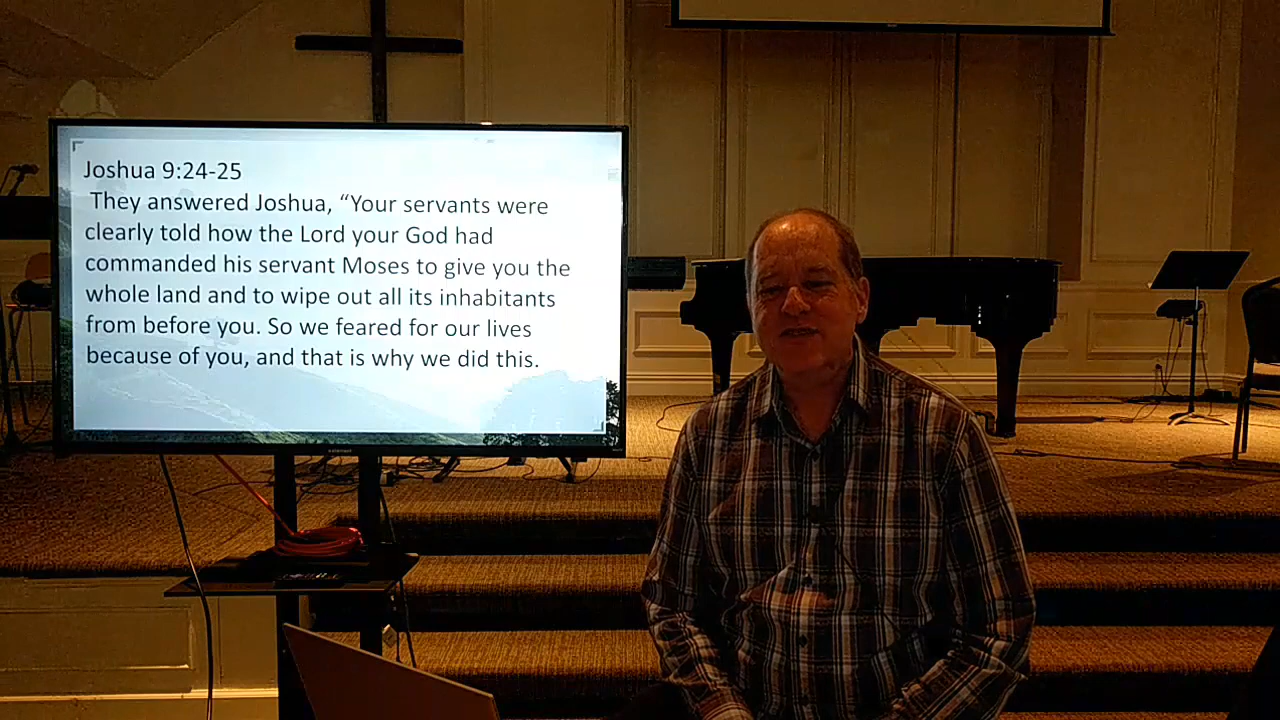 Joshua 9:24-25
They answered Joshua, “Your servants were
clearly told how the Lord your God had
commanded his servant Moses to give you the
whole land and to wipe out all its inhabitants
from before you. So we feared for our lives
because of you, and that is why we did this.